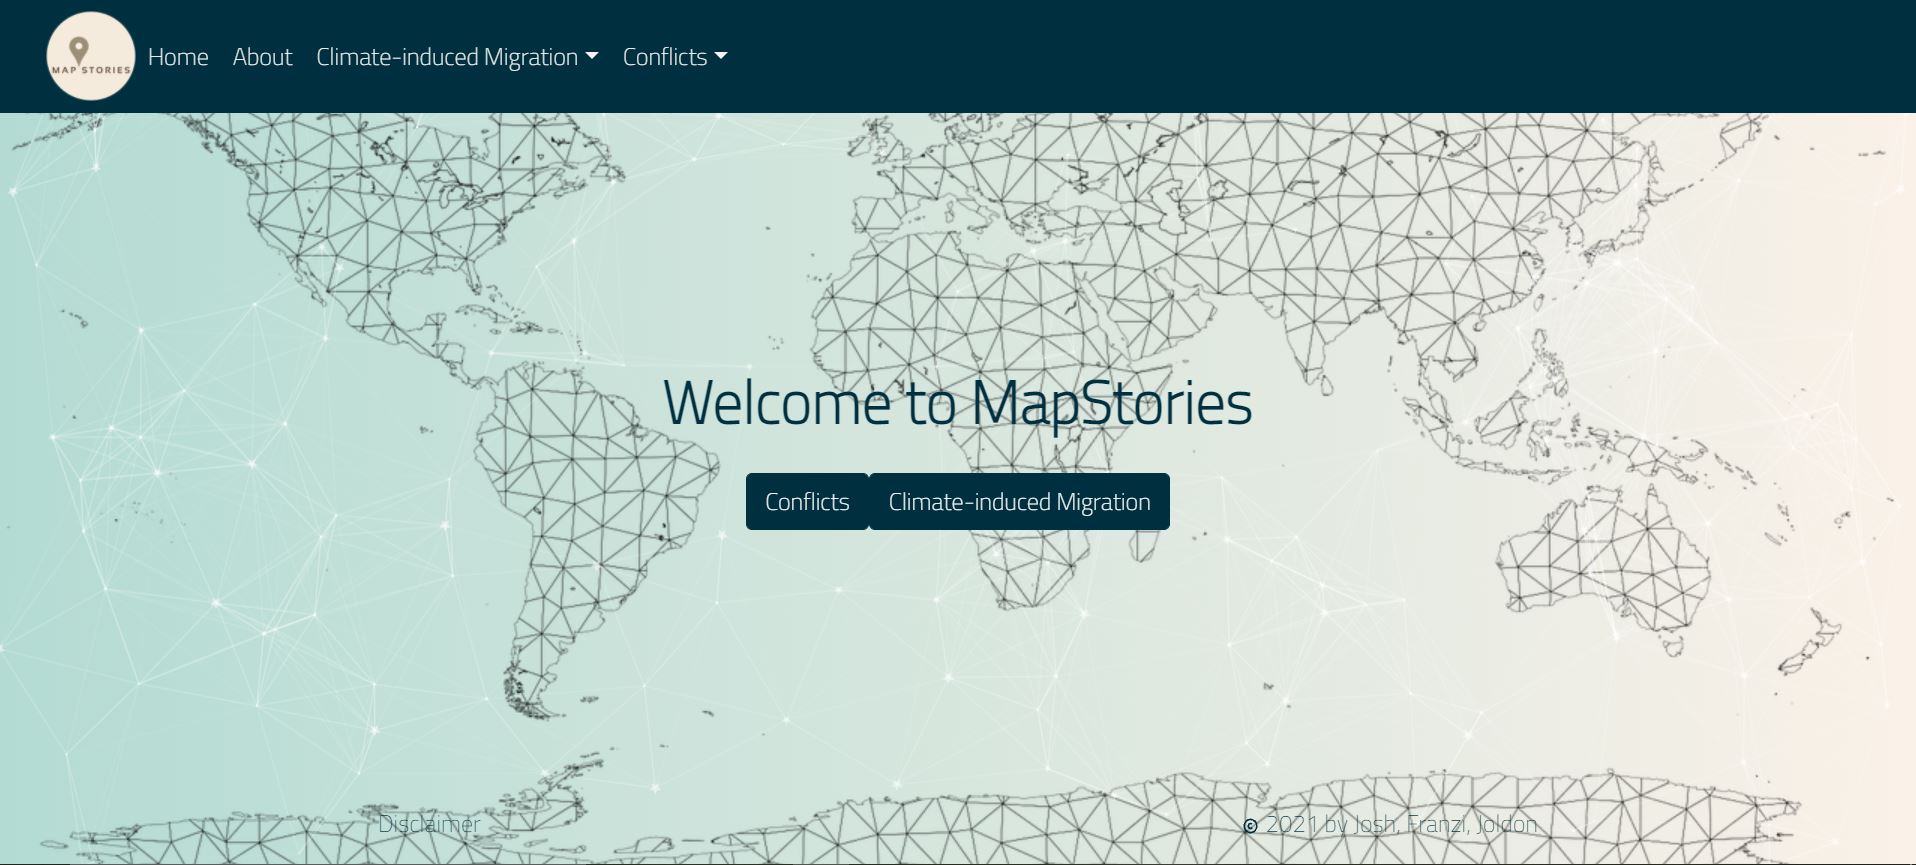 MAP STORIES
Home About Climate-induced Migration Conflicts
Welcome to MapStories
Conflicts Climate-induced Migration
Disclaimer © 2021 by Josh, Franzi, Joldon